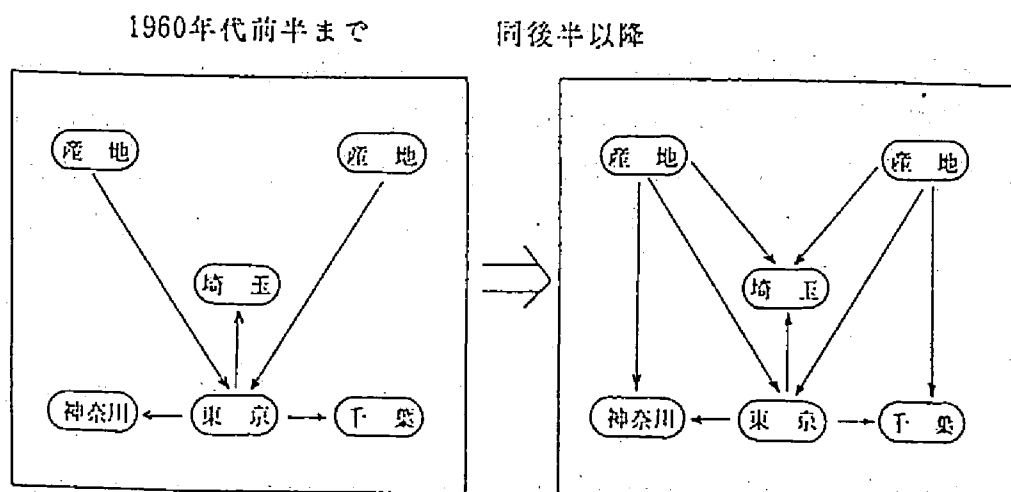 1960年代前半まで
同後半以降
産地
産地
埼玉
神奈川
東京
千葉
産地
産地
埼玉
神奈川
東京
千葉